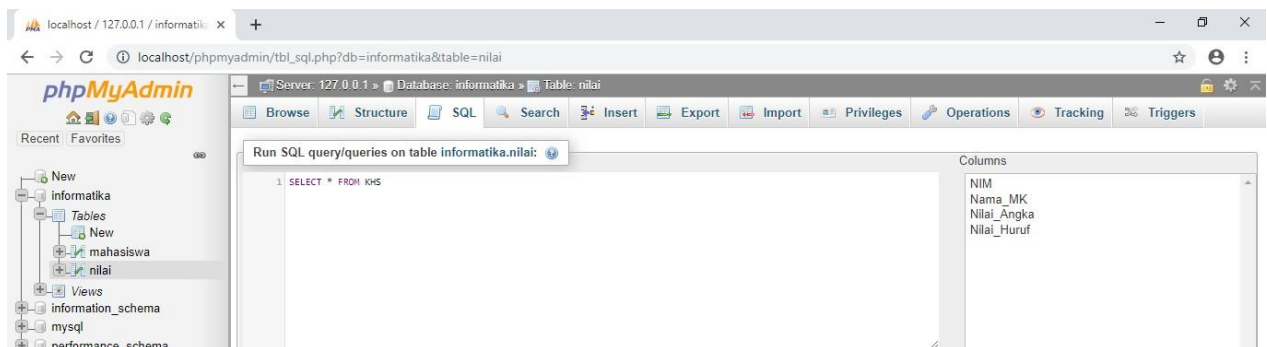 localhost / 127.0.0.1 / informatik
localhost/phpmyadmin/tbl_sql.php?db=informatika&table=nilai
phpMyAdmin
Recent Favorites
New
informatika
Tables
New
mahasiswa
nilai
Views
information_schema
mysql
performance_schema
Server: 127.0.0.1 » Database: informatika » Table: nilai
Browse Structure SQL Search Insert Export Import Privileges Operations Tracking Triggers
Run SQL query/queries on table informatika.nilai:
1 SELECT * FROM KHS
Columns
NIM
Nama_MK
Nilai_Angka
Nilai_Huruf